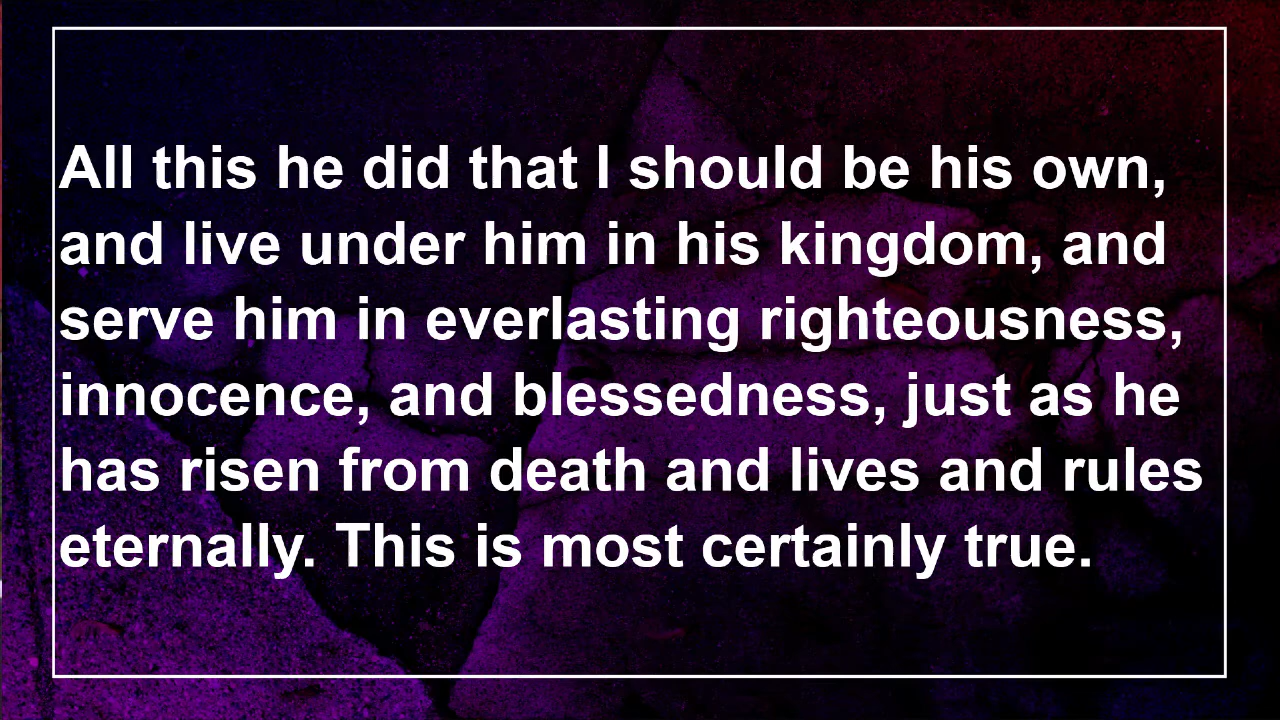 All this he did that I should be his own,
and live under him in his kingdom, and
serve him in everlasting righteousness,
innocence, and blessedness, just as he
has risen from death and lives and rules
eternally. This is most certainly true.